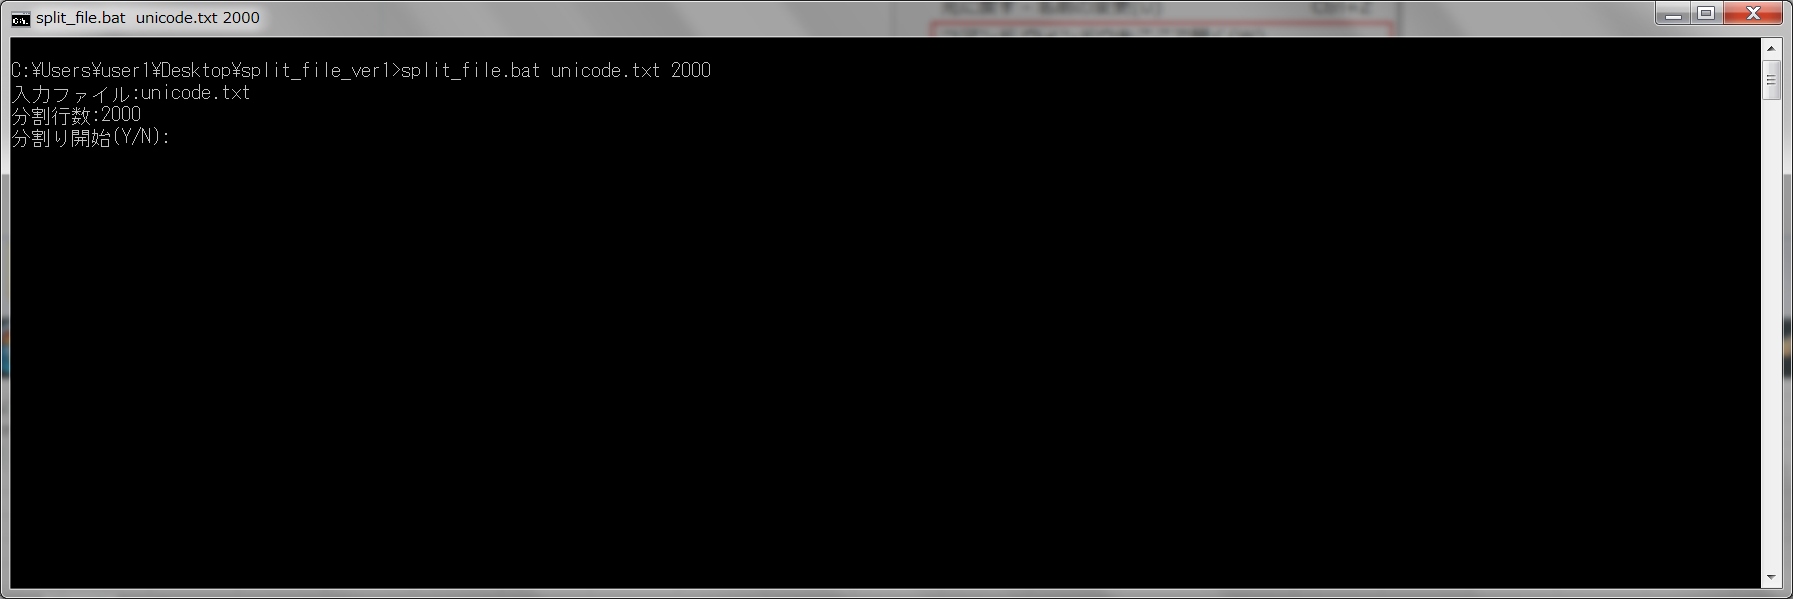 split_file.bat  unicode.txt 2000
C:¥Users¥user1¥Desktop¥split_file_ver1>split_file.bat unicode.txt 2000
入力ファイル:unicode.txt
分割行数:2000
分割り開始(Y/N):